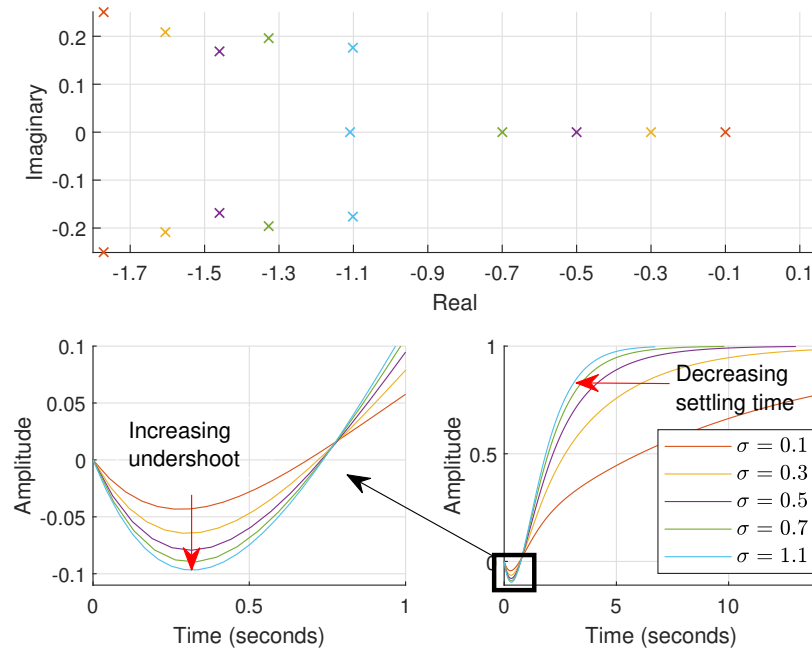 0.2
0.1
0
-0.1
-0.2
Imaginary
-1.7 -1.5 -1.3 -1.1 -0.9 -0.7 -0.5 -0.3 -0.1 0.1
Real
0.1
0.05
0
-0.05
-0.1
Amplitude
Increasing
undershoot
0 0.5 1
Time (seconds)
1
0.5
0
Amplitude
Decreasing
settling time
σ = 0.1
σ = 0.3
σ = 0.5
σ = 0.7
σ = 1.1
0 5 10
Time (seconds)